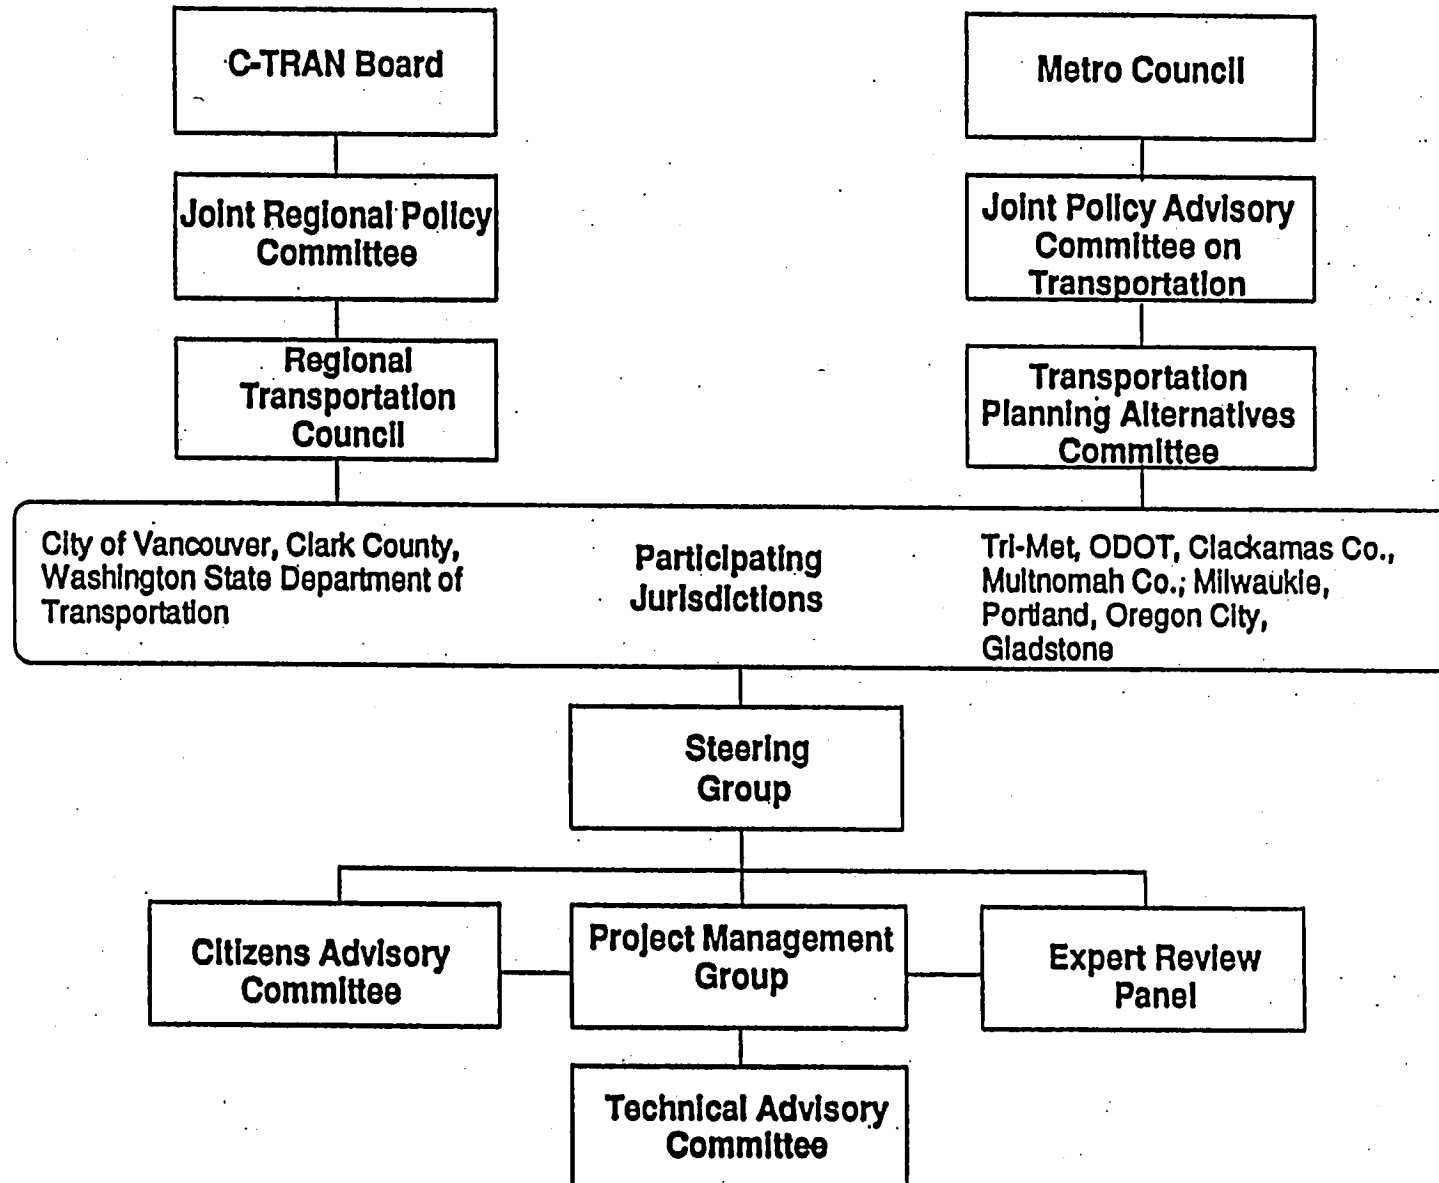 C-TRAN Board
Metro Council
Joint Regional Policy
Committee
Joint Policy Advisory
Committee on
Transportation
Regional
Transportation
Council
Transportation
Planning Alternatives
Committee
City of Vancouver, Clark County,
Washington State Department of
Transportation
Participating
Jurisdictions
Tri-Met, ODOT, Clackamas Co.,
Multnomah Co.; Milwaukie,
Portland, Oregon City,
Gladstone
Steering
Group
Citizens Advisory
Committee
Project Management
Group
Expert Review
Panel
Technical Advisory
Committee